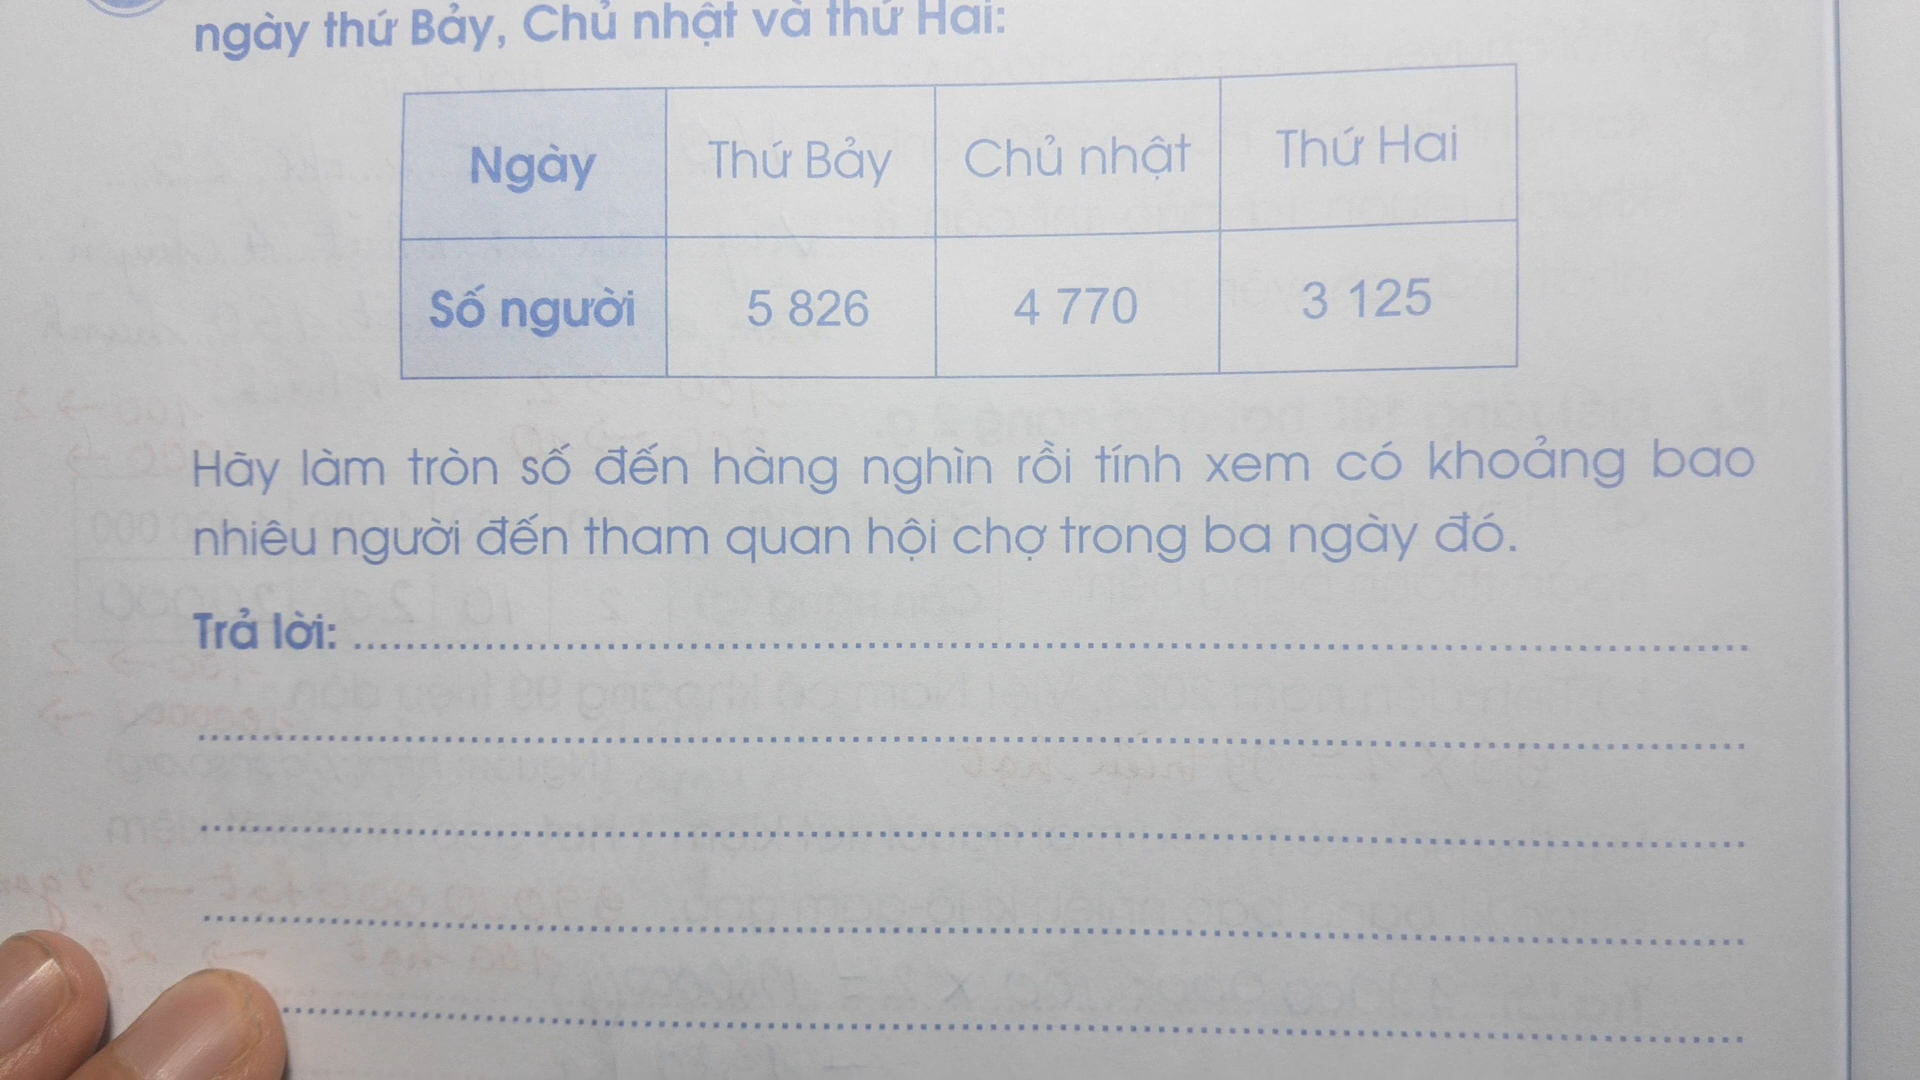 ngày thứ Bảy, Chủ nhật và thứ Hai:
Ngày Thứ Bảy Chủ nhật Thứ Hai
Số người 5 826 4 770 3 125
Hãy làm tròn số đến hàng nghìn rồi tính xem có khoảng bao
nhiêu người đến tham quan hội chợ trong ba ngày đó.
Trả lời: